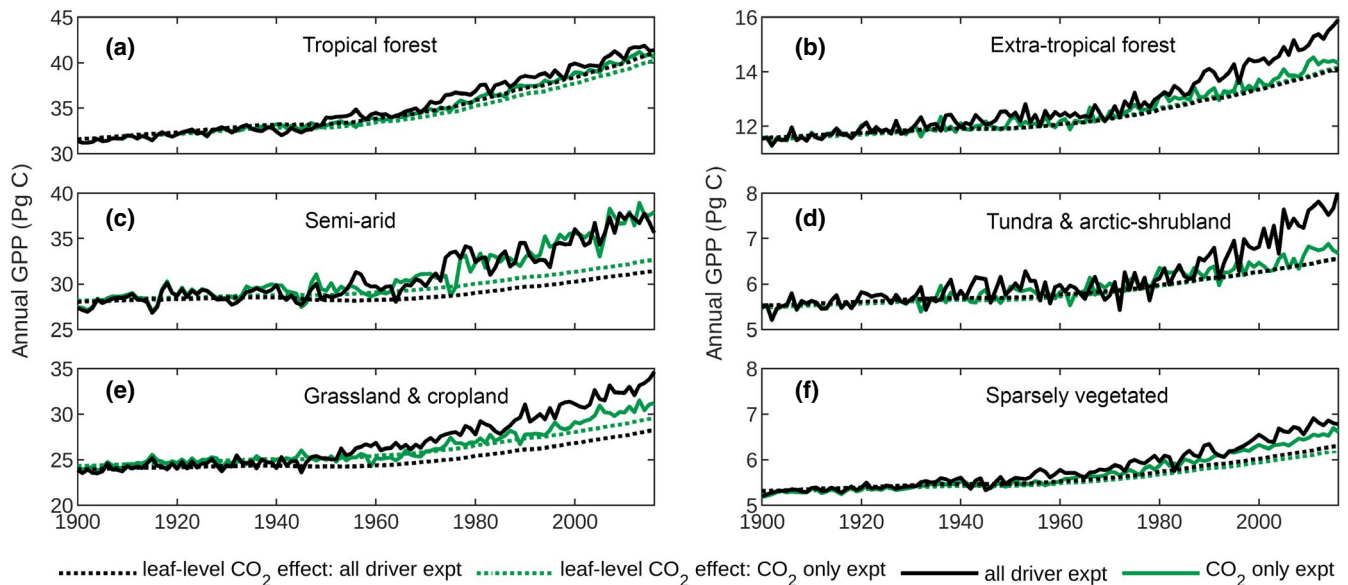 45
40
35
30
(a)
Tropical forest
16
14
12
(b)
Extra-tropical forest
Annual GPP (Pg C)
40
35
30
25
(c)
Semi-arid
Annual GPP (Pg C)
8
7
6
5
(d)
Tundra & arctic-shrubland
35
30
25
20
(e)
Grassland & cropland
1900 1920 1940 1960 1980 2000
8
7
6
5
(f)
Sparsely vegetated
1900 1920 1940 1960 1980 2000
leaf-level CO₂ effect: all driver expt leaf-level CO₂ effect: CO₂ only expt all driver expt CO₂ only expt